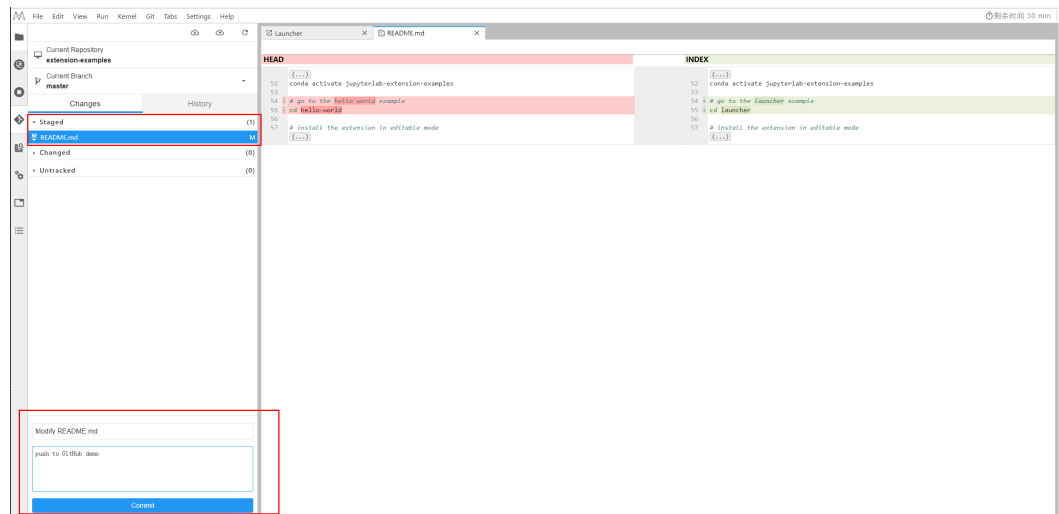 File Edit View Run Kernel Git Tabs Settings Help
剩余时间:30 min
Launcher × README.md ×
Current Repository
extension-examples
Current Branch
master
Changes History
Staged (1)
README.md M
Changed (0)
Untracked (0)
Modify README.md
push to GitHub demo
Commit
HEAD
{...}
52 conda activate jupyterlab-extension-examples
53
54 - # go to the hello world example
55 - cd hello-world
56
57 # install the extension in editable mode
{...}
INDEX
{...}
52 conda activate jupyterlab-extension-examples
53
54 + # go to the launcher example
55 + cd launcher
56
57 # install the extension in editable mode
{...}